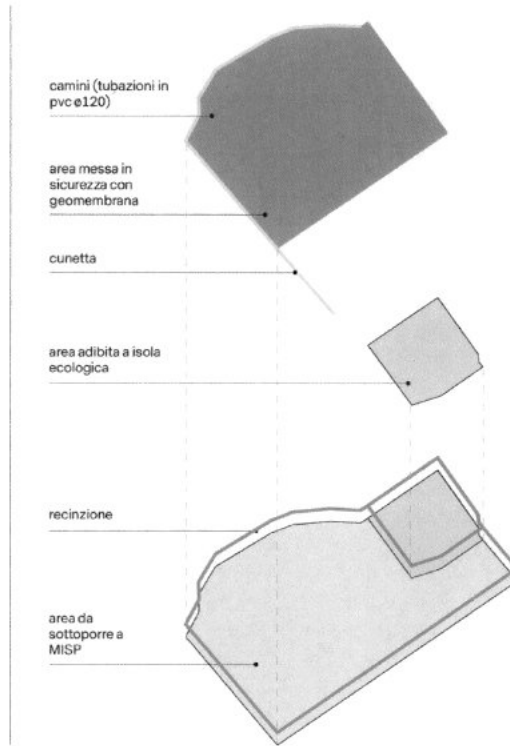 camini (tubazioni in
pvc ø120)
area messa in
sicurezza con
geomembrana
cunetta
area adibita a isola
ecologica
recinzione
area da
sottoporre a
MISP